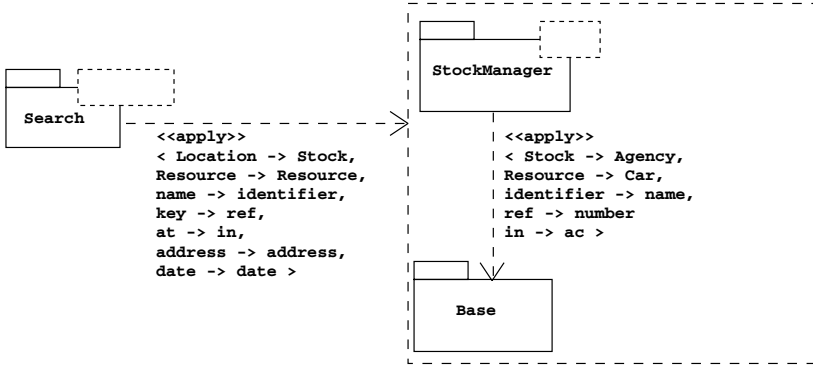 StockManager
Search
<<apply>>
< Location -> Stock,
Resource -> Resource,
name -> identifier,
key -> ref,
at -> in,
address -> address,
date -> date >
<<apply>>
< Stock -> Agency,
Resource -> Car,
identifier -> name,
ref -> number
in -> ac >
Base